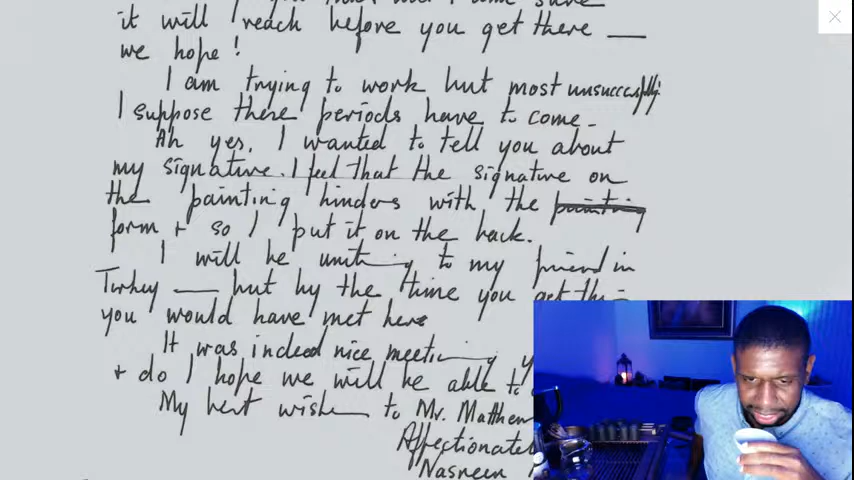 it will reach before you get there —
we hope!
I am trying to work but most unsuccessfully.
I suppose these periods have to come –
Ah yes, I wanted to tell you about
my signature. I feel that the signature on
the painting hinders with the painting
form + so I put it on the back.
I will be writing to my friend in
Turkey — but by the time you get this
you would have met her
It was indeed nice meeting
+ do I hope we will be able to
My best wishes to Mr. Matthew
Affectionately
Nasreen